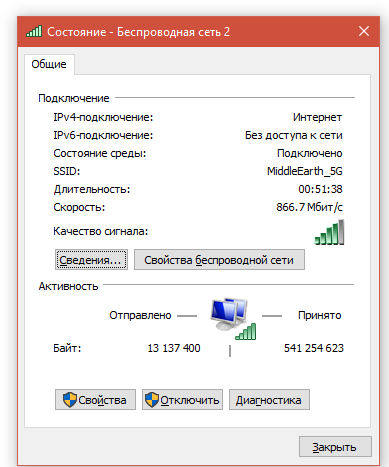 Состояние - Беспроводная сеть 2
Общие
Подключение
IPv4-подключение: Интернет
IPv6-подключение: Без доступа к сети
Состояние среды: Подключено
SSID: MiddleEarth_5G
Длительность: 00:51:38
Скорость: 866.7 Мбит/с
Качество сигнала:
Сведения... Свойства беспроводной сети
Активность
Отправлено Принято
Байт: 13 137 400 541 254 623
Свойства Отключить Диагностика
Закрыть